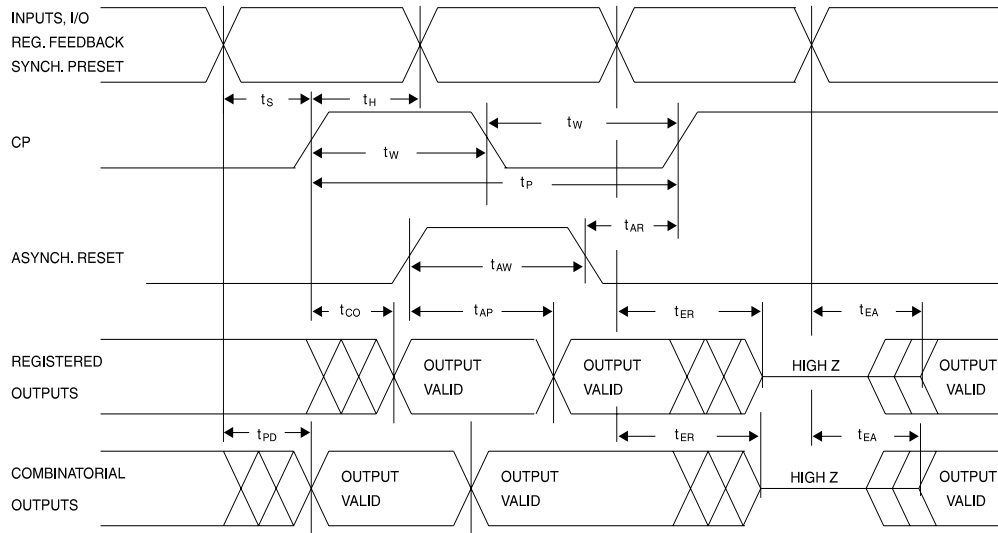 INPUTS, I/O
REG. FEEDBACK
SYNCH. PRESET
tS
tH
CP
tW
tW
tP
tAR
ASYNCH. RESET
tAW
tCO
tAP
tER
tEA
REGISTERED
OUTPUTS
OUTPUT
VALID
OUTPUT
VALID
HIGH Z
OUTPUT
VALID
tPD
tER
tEA
COMBINATORIAL
OUTPUTS
OUTPUT
VALID
OUTPUT
VALID
HIGH Z
OUTPUT
VALID